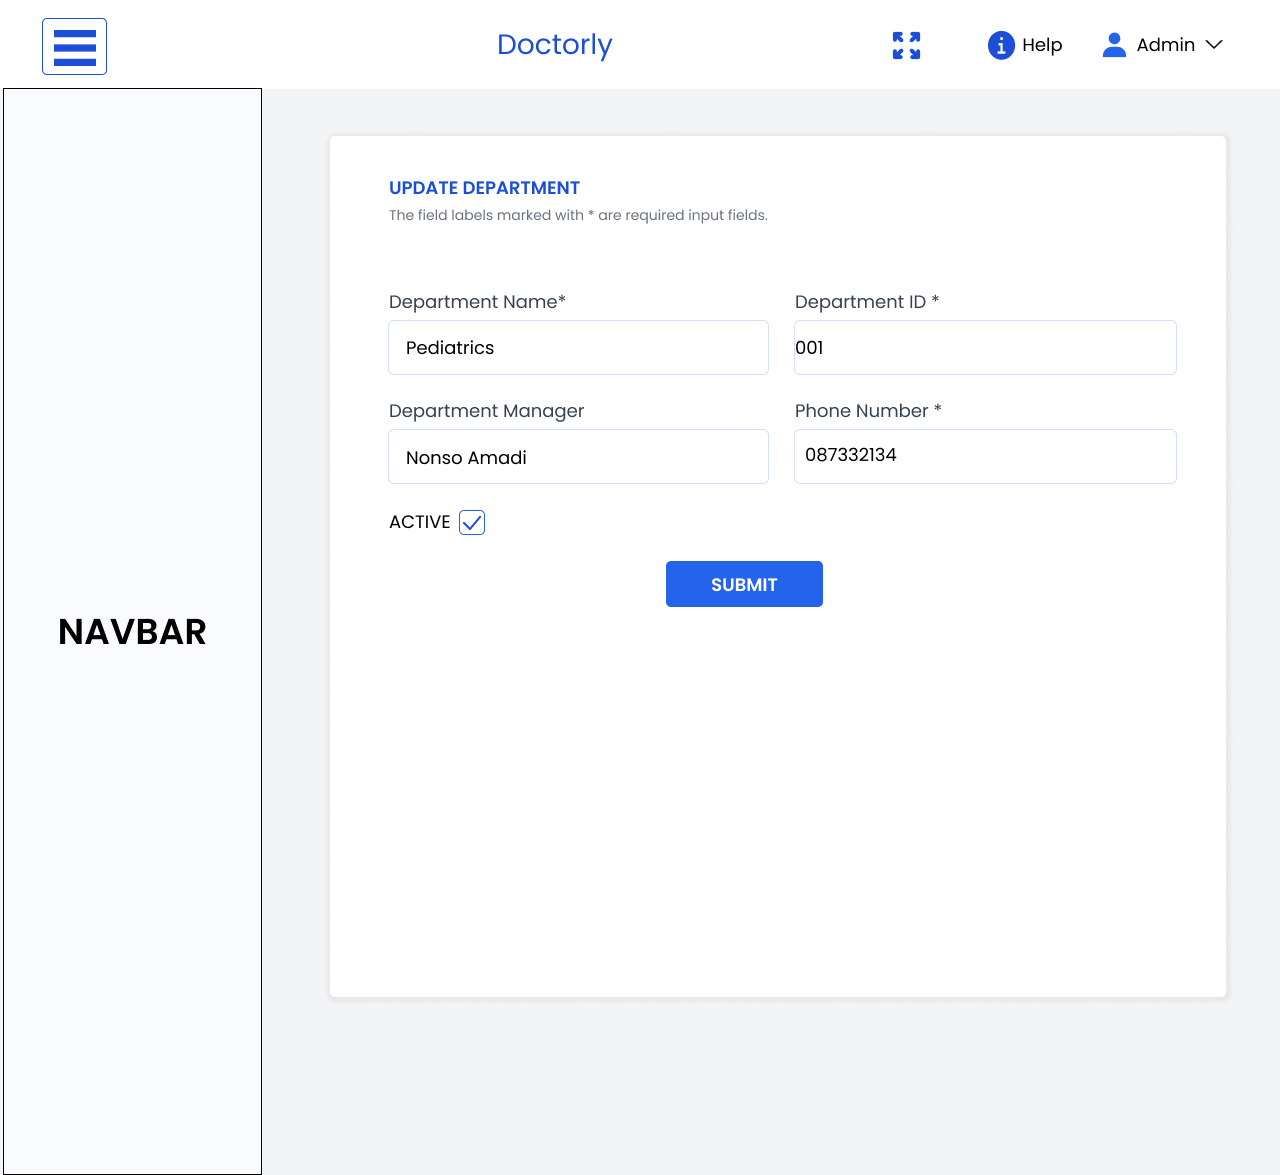 Doctorly
Help
Admin
NAVBAR
UPDATE DEPARTMENT
The field labels marked with * are required input fields.
Department Name*
Department ID *
Pediatrics
001
Department Manager
Phone Number *
Nonso Amadi
087332134
ACTIVE
SUBMIT